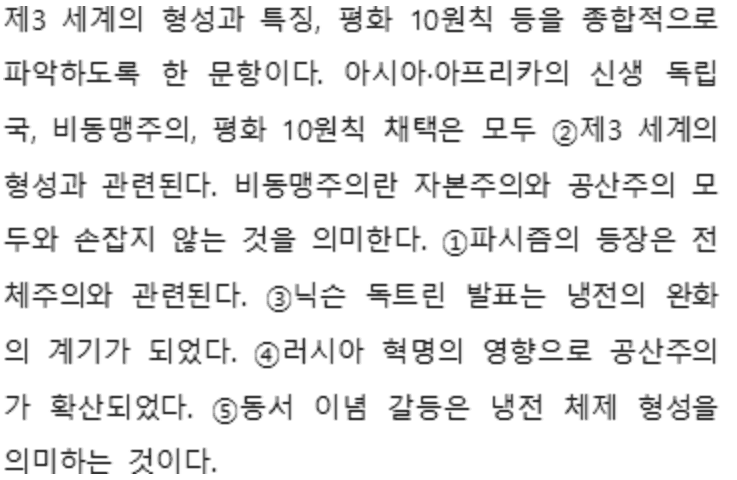 제3 세계의 형성과 특징, 평화 10원칙 등을 종합적으로
파악하도록 한 문항이다. 아시아·아프리카의 신생 독립
국, 비동맹주의, 평화 10원칙 채택은 모두 ②제3 세계의
형성과 관련된다. 비동맹주의란 자본주의와 공산주의 모
두와 손잡지 않는 것을 의미한다. ①파시즘의 등장은 전
체주의와 관련된다. ③닉슨 독트린 발표는 냉전의 완화
의 계기가 되었다. ④러시아 혁명의 영향으로 공산주의
가 확산되었다. ⑤동서 이념 갈등은 냉전 체제 형성을
의미하는 것이다.